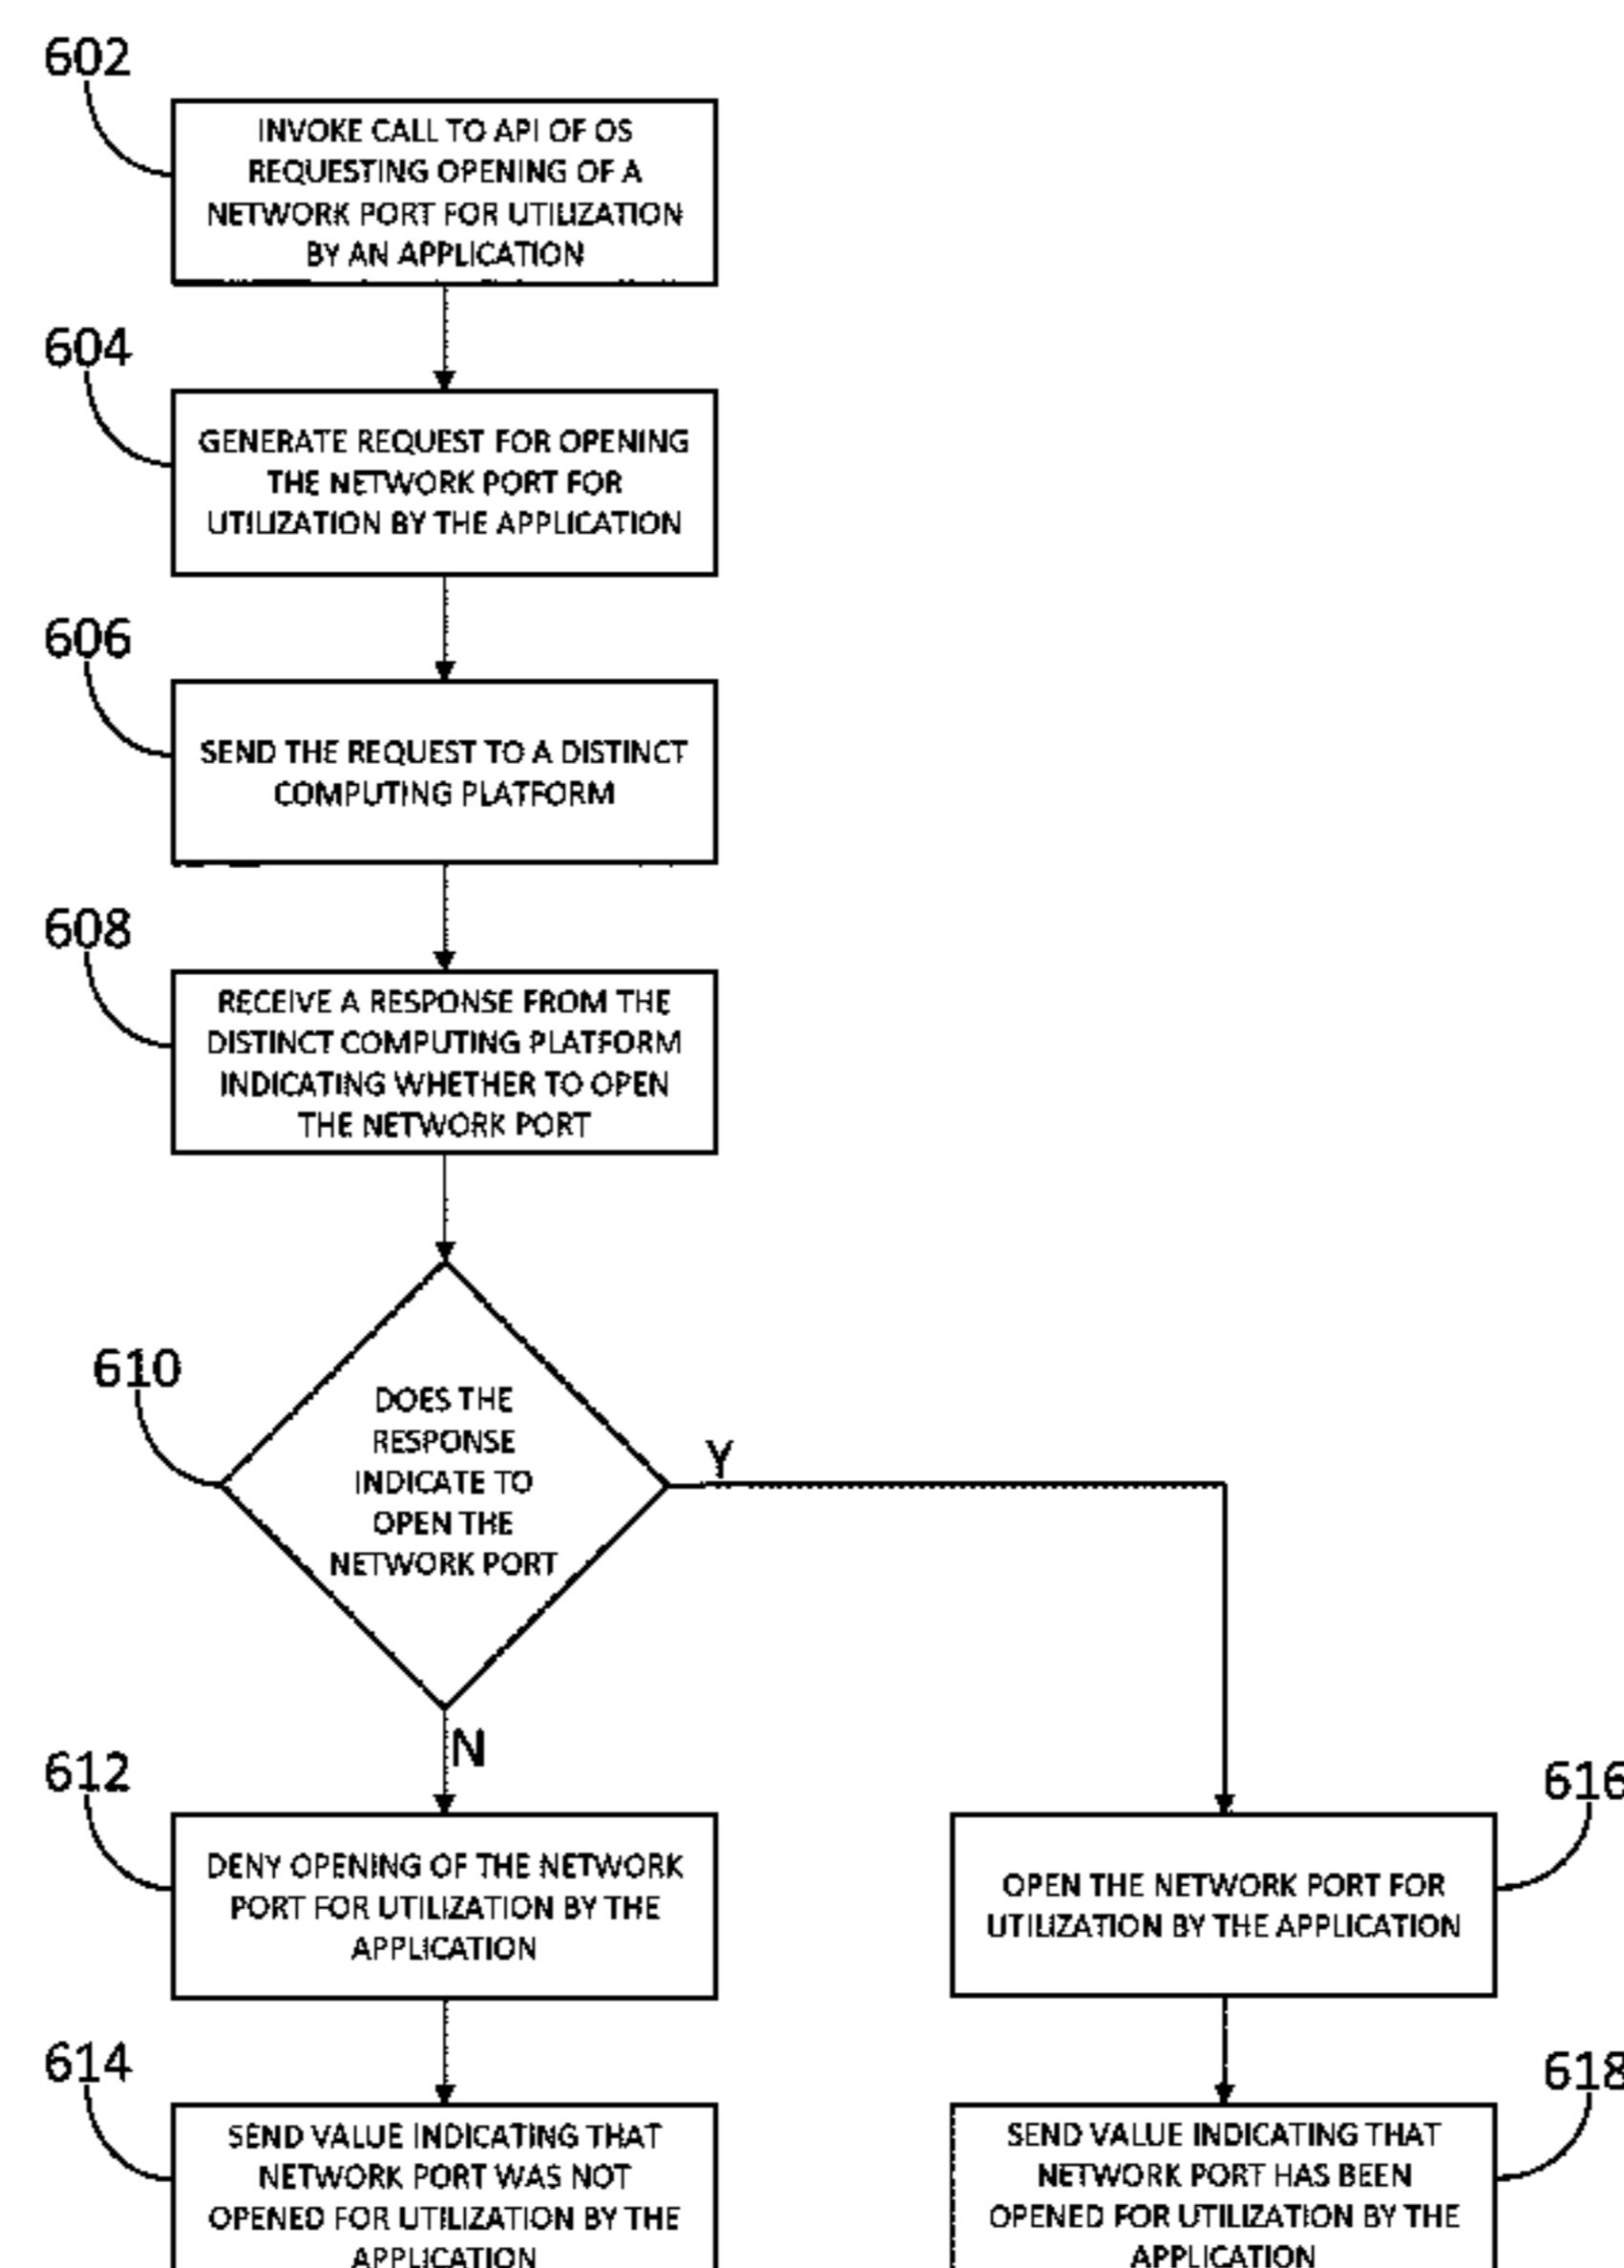 602
INVOKE CALL TO API OF OS
REQUESTING OPENING OF A
NETWORK PORT FOR UTILIZATION
BY AN APPLICATION
604
GENERATE REQUEST FOR OPENING
THE NETWORK PORT FOR
UTILIZATION BY THE APPLICATION
606
SEND THE REQUEST TO A DISTINCT
COMPUTING PLATFORM
608
RECEIVE A RESPONSE FROM THE
DISTINCT COMPUTING PLATFORM
INDICATING WHETHER TO OPEN
THE NETWORK PORT
610
DOES THE
RESPONSE
INDICATE TO
OPEN THE
NETWORK PORT
Y
N
612
DENY OPENING OF THE NETWORK
PORT FOR UTILIZATION BY THE
APPLICATION
616
OPEN THE NETWORK PORT FOR
UTILIZATION BY THE APPLICATION
614
SEND VALUE INDICATING THAT
NETWORK PORT WAS NOT
OPENED FOR UTILIZATION BY THE
APPLICATION
618
SEND VALUE INDICATING THAT
NETWORK PORT HAS BEEN
OPENED FOR UTILIZATION BY THE
APPLICATION